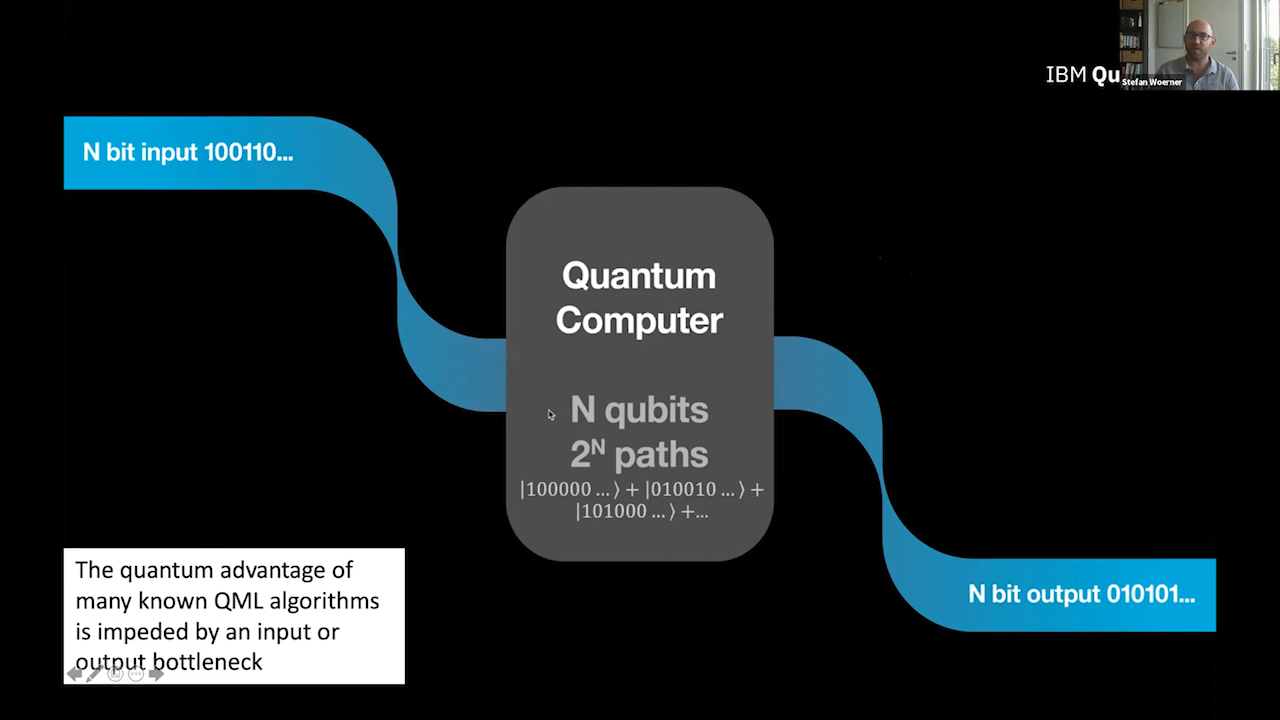 IBM Qu
Stefan Woerner
N bit input 100110...
Quantum
Computer
N qubits
2ᴺ paths
|100000 …⟩ + |010010 …⟩ +
|101000 …⟩ +…
The quantum advantage of
many known QML algorithms
is impeded by an input or
output bottleneck
N bit output 010101...